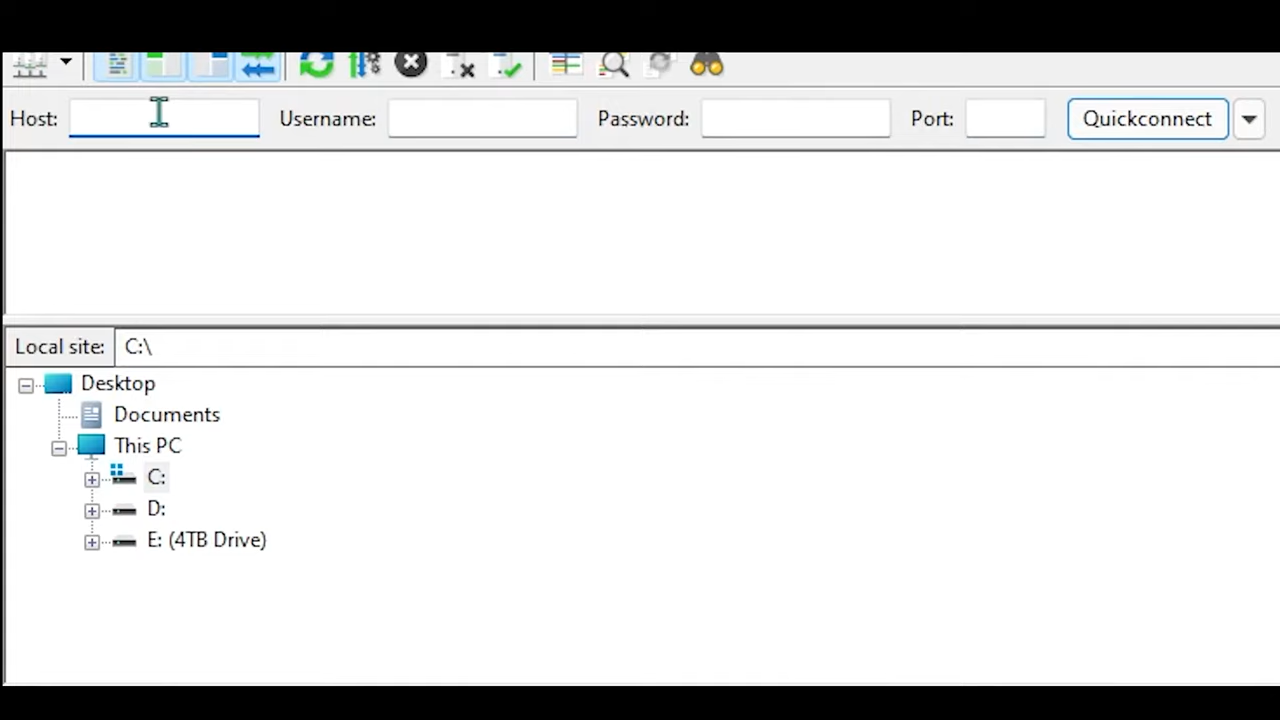 Host: Username: Password: Port: Quickconnect
Local site: C:\
Desktop
Documents
This PC
C:
D:
E: (4TB Drive)